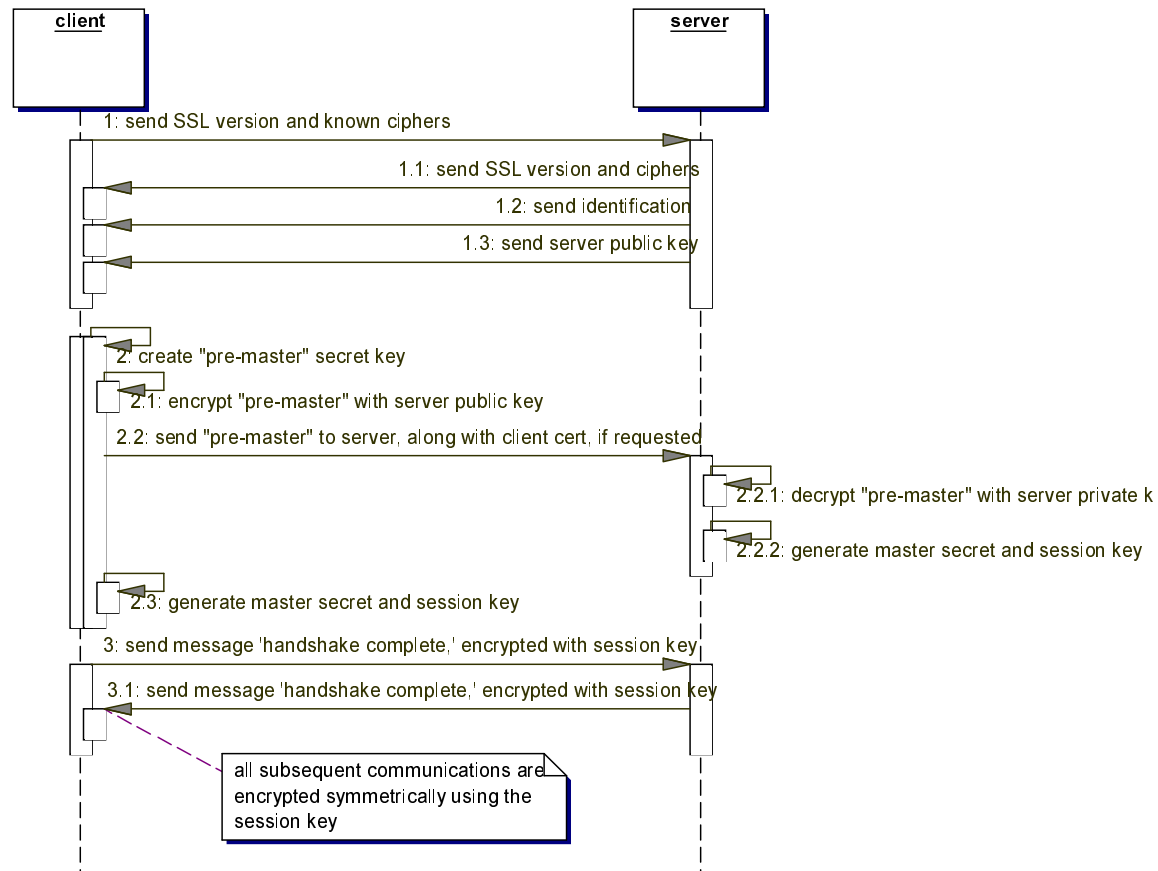 client
server
1: send SSL version and known ciphers
1.1: send SSL version and ciphers
1.2: send identification
1.3: send server public key
2: create "pre-master" secret key
2.1: encrypt "pre-master" with server public key
2.2: send "pre-master" to server, along with client cert, if requested
2.2.1: decrypt "pre-master" with server private k
2.2.2: generate master secret and session key
2.3: generate master secret and session key
3: send message 'handshake complete,' encrypted with session key
3.1: send message 'handshake complete,' encrypted with session key
all subsequent communications are
encrypted symmetrically using the
session key